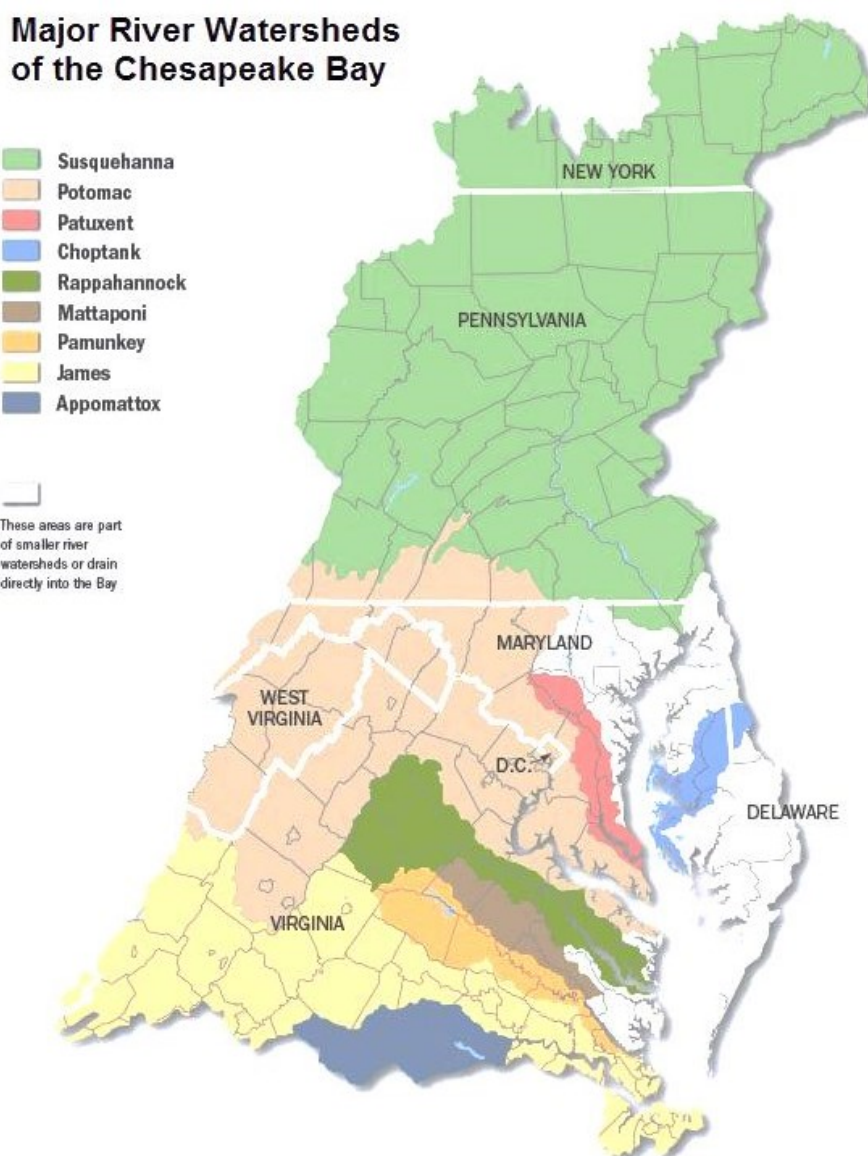 Major River Watersheds
of the Chesapeake Bay
Susquehanna
Potomac
Patuxent
Choptank
Rappahannock
Mattaponi
Pamunkey
James
Appomattox
These areas are part
of smaller river
watersheds or drain
directly into the Bay
NEW YORK
PENNSYLVANIA
MARYLAND
WEST
VIRGINIA
D.C.
DELAWARE
VIRGINIA